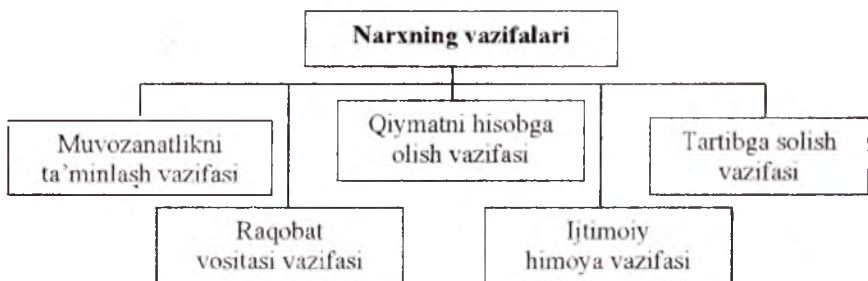 Narxning vazifalari
Muvozanatlikni
ta’minlash vazifasi
Qiymatni hisobga
olish vazifasi
Tartibga solish
vazifasi
Raqobat
vositasi vazifasi
Ijtimoiy
himoya vazifasi